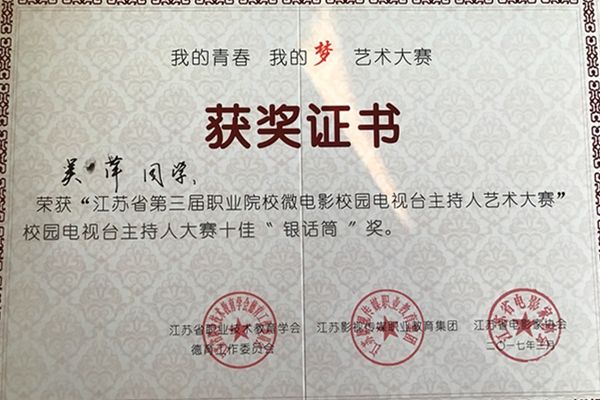 我的青春 我的梦 艺术大赛
获奖证书
吴 萍 同学:
荣获“江苏省第三届职业院校微电影校园电视台主持人艺术大赛”
校园电视台主持人大赛十佳“银话筒”奖。
江苏省职业技术教育学会 江苏影视传媒职业教育集团 江苏省电影家协会
德育工作委员会 二〇一七年三月